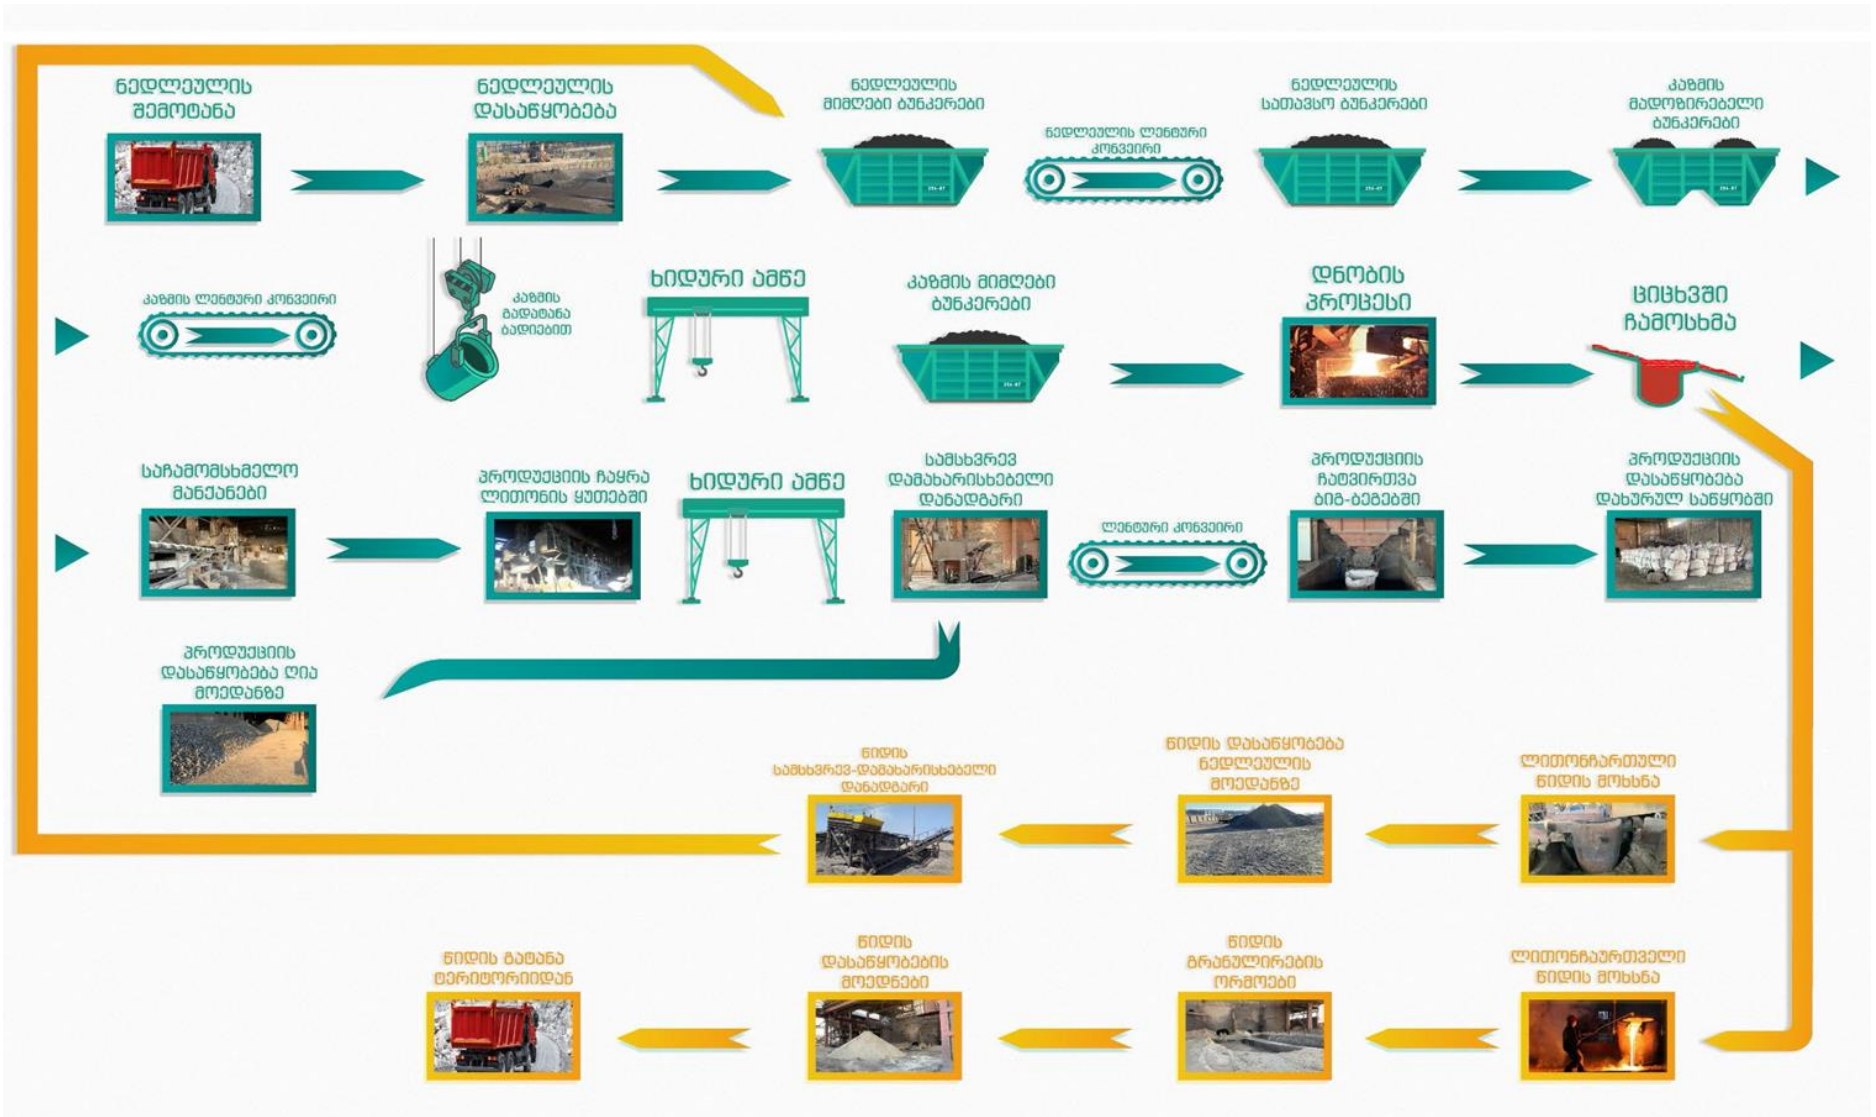 ნედლეულის
შემოტანა
ნედლეულის
დასაწყობება
ნედლეულის
მიმღები ბუნკერები
ნედლეულის ლენტური
კონვეირი
ნედლეულის
სათავსო ბუნკერები
კაზმის
მადოზირებელი
ბუნკერები
კაზმის ლენტური კონვეირი
კაზმის
გადატანა
ბადიებით
ხიდური ამწე
კაზმის მიმღები
ბუნკერები
დნობის
პროცესი
ციცხვში
ჩამოსხმა
საჩამომსხმელო
მანქანები
პროდუქციის ჩაყრა
ლითონის ყუთებში
ხიდური ამწე
სამსხვრევ
დამახარისხებელი
დანადგარი
ლენტური კონვეირი
პროდუქციის
ჩატვირთვა
ბიგ-ბეგებში
პროდუქციის
დასაწყობება
დახურულ საწყობში
პროდუქციის
დასაწყობება ღია
მოედანზე
წიდის
სამსხვრევ-დამახარისხებელი
დანადგარი
წიდის დასაწყობება
ნედლეულის
მოედანზე
ლითონჩართული
წიდის მოხსნა
წიდის გატანა
ტერიტორიიდან
წიდის
დასაწყობების
მოედნები
წიდის
გრანულირების
ორმოები
ლითონჩაურთველი
წიდის მოხსნა